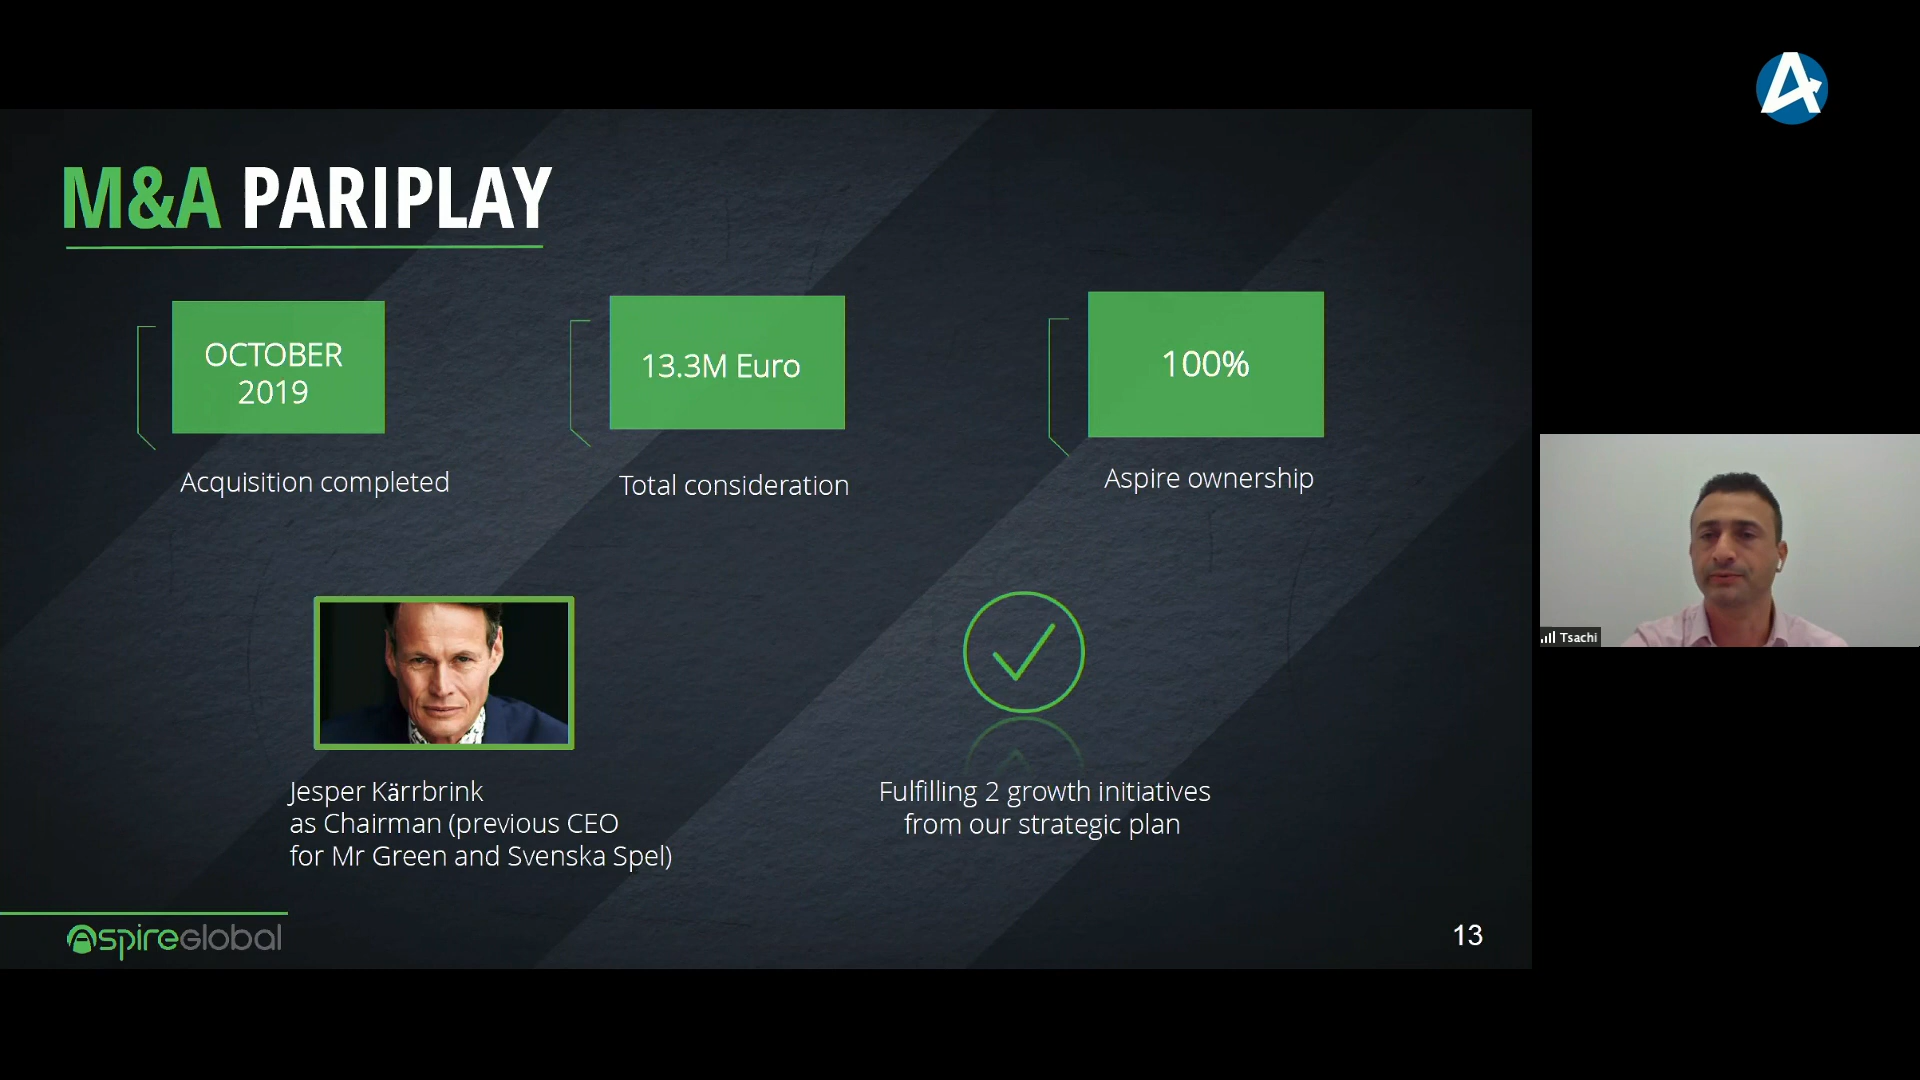 M&A PARIPLAY
OCTOBER
2019
13.3M Euro
100%
Acquisition completed
Total consideration
Aspire ownership
Tsachi
Jesper Kärrbrink
as Chairman (previous CEO
for Mr Green and Svenska Spel)
Fulfilling 2 growth initiatives
from our strategic plan
AspireGlobal
13